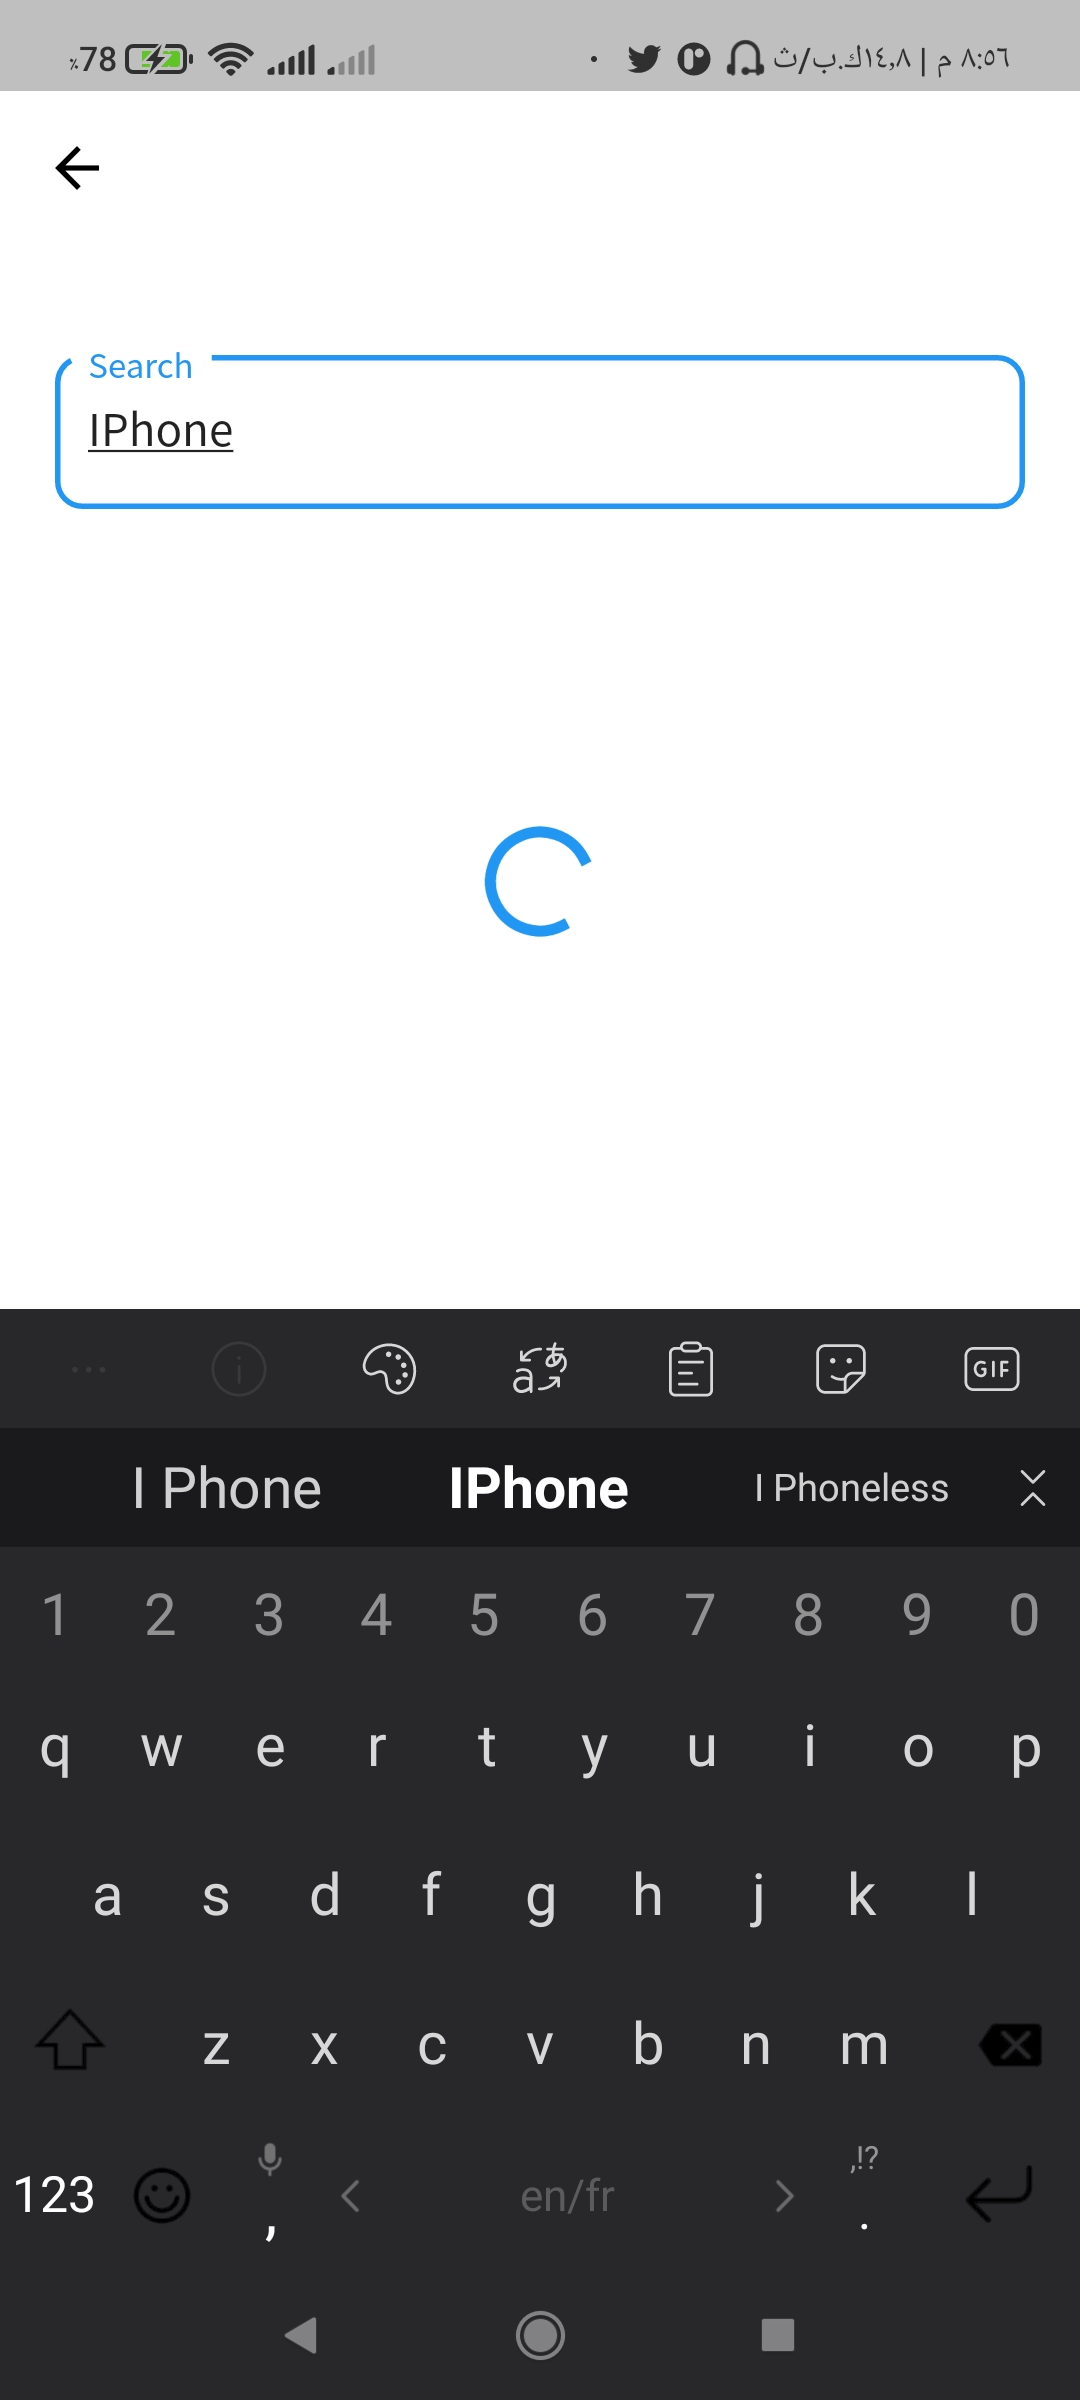 ٪78 ٨:٥٦ م | ١٤٫٨ك.ب/ث
Search
IPhone
GIF
I Phone IPhone I Phoneless
1 2 3 4 5 6 7 8 9 0
q w e r t y u i o p
a s d f g h j k l
z x c v b n m
123 , en/fr ,!? .